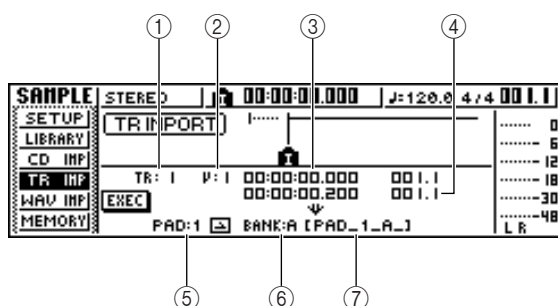 ① ② ③ ④
SAMPLE STEREO I 00:00:00.000 ♩=120.0 4/4 001.1
SETUP TR IMPORT 0
LIBRARY 6
CD IMP I 12
TR IMP TR: 1 V:1 00:00:00.000 001.1 18
WAV IMP EXEC 00:00:00.200 001.1 30
MEMORY PAD:1 BANK:A [PAD_1_A_] L R 48
⑤ ⑥ ⑦